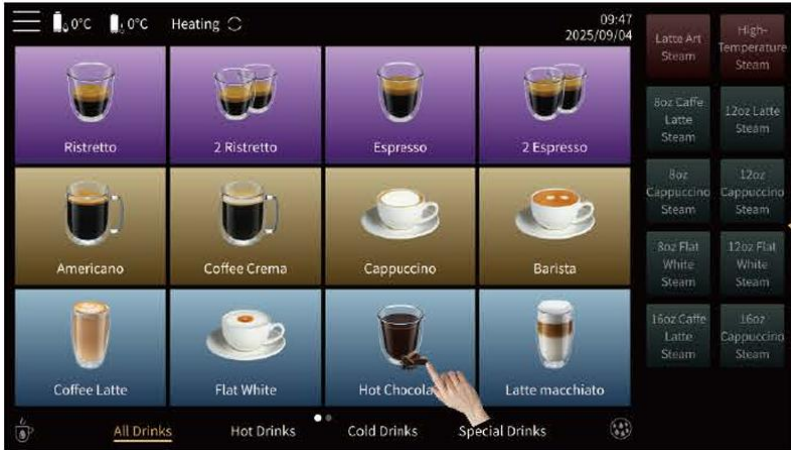 0°C 0°C Heating 09:47
2025/09/04
Ristretto 2 Ristretto Espresso 2 Espresso
Americano Coffee Crema Cappuccino Barista
Coffee Latte Flat White Hot Chocola Latte macchiato
All Drinks Hot Drinks Cold Drinks Special Drinks
Latte Art
Steam
High-
Temperature
Steam
8oz Caffe
Latte
Steam
12oz Latte
Steam
8oz
Cappuccino
Steam
12oz
Cappuccino
Steam
8oz Flat
White
Steam
12oz Flat
White
Steam
16oz Caffe
Latte
Steam
16oz
Cappuccino
Steam